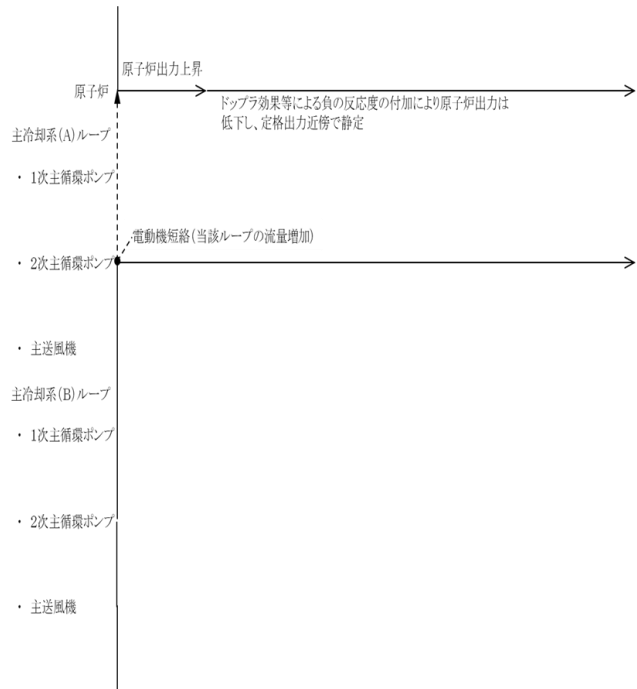 原子炉出力上昇
原子炉
ドップラ効果等による負の反応度の付加により原子炉出力は
低下し、定格出力近傍で静定
主冷却系(A)ループ
・ 1次主循環ポンプ
電動機短絡(当該ループの流量増加)
・ 2次主循環ポンプ
・ 主送風機
主冷却系(B)ループ
・ 1次主循環ポンプ
・ 2次主循環ポンプ
・ 主送風機